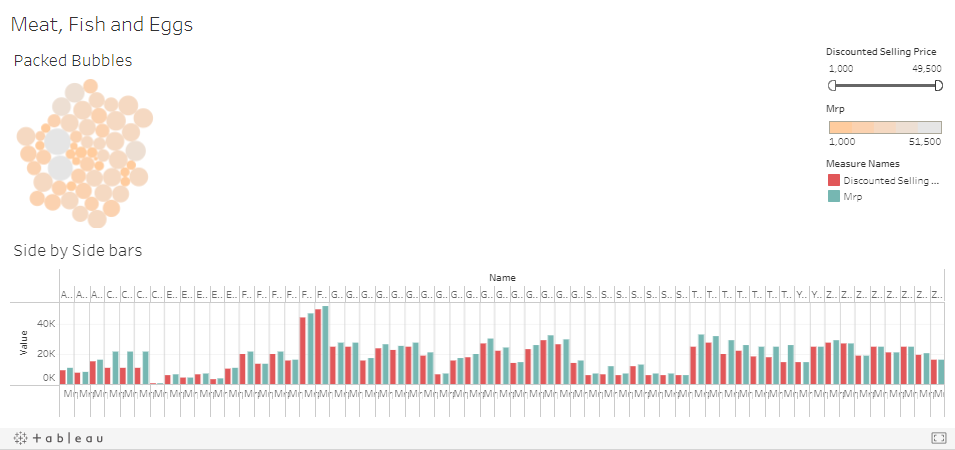 Meat, Fish and Eggs
Packed Bubbles
Discounted Selling Price
1,000 49,500
Mrp
1,000 51,500
Measure Names
Discounted Selling ...
Mrp
Side by Side bars
Name
A.. A.. A.. C.. C.. C.. C.. E.. E.. E.. E.. E.. F.. F.. F.. F.. F.. F.. G.. G.. G.. G.. G.. G.. G.. G.. G.. G.. G.. G.. G.. G.. G.. G.. G.. S.. S.. S.. S.. S.. S.. S.. T.. T.. T.. T.. T.. T.. T.. Y.. Y.. Z.. Z.. Z.. Z.. Z.. Z.. Z.. Z..
Value
40K
20K
0K
+ a b l e a u